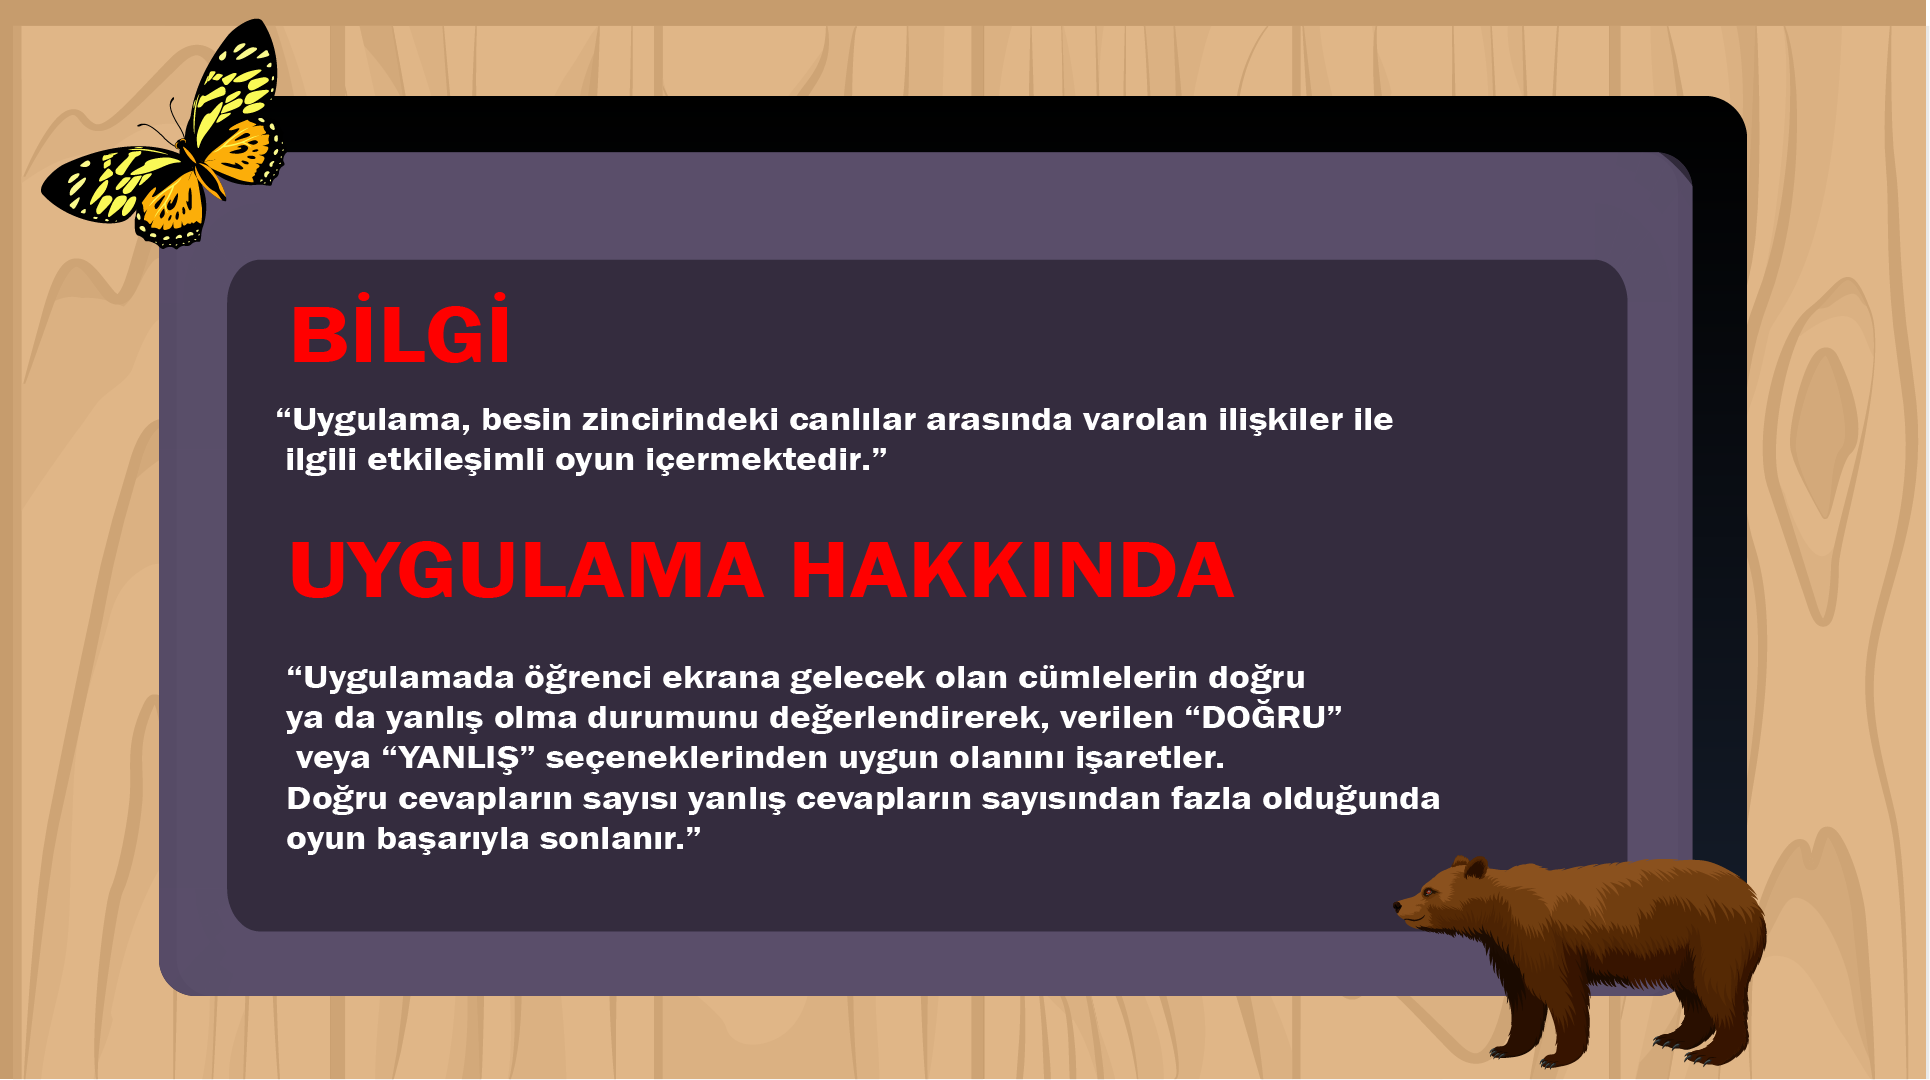 BİLGİ
“Uygulama, besin zincirindeki canlılar arasında varolan ilişkiler ile
ilgili etkileşimli oyun içermektedir.”
UYGULAMA HAKKINDA
“Uygulamada öğrenci ekrana gelecek olan cümlelerin doğru
ya da yanlış olma durumunu değerlendirerek, verilen “DOĞRU”
veya “YANLIŞ” seçeneklerinden uygun olanını işaretler.
Doğru cevapların sayısı yanlış cevapların sayısından fazla olduğunda
oyun başarıyla sonlanır.”